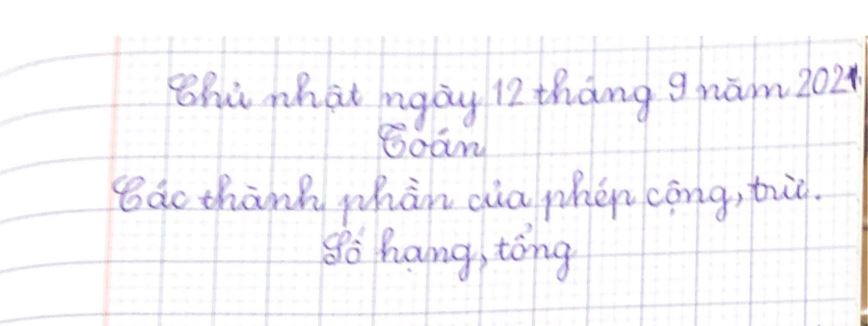 Chủ nhật ngày 12 tháng 9 năm 2021
Toán
Các thành phần của phép cộng, trừ.
Số hạng, tổng